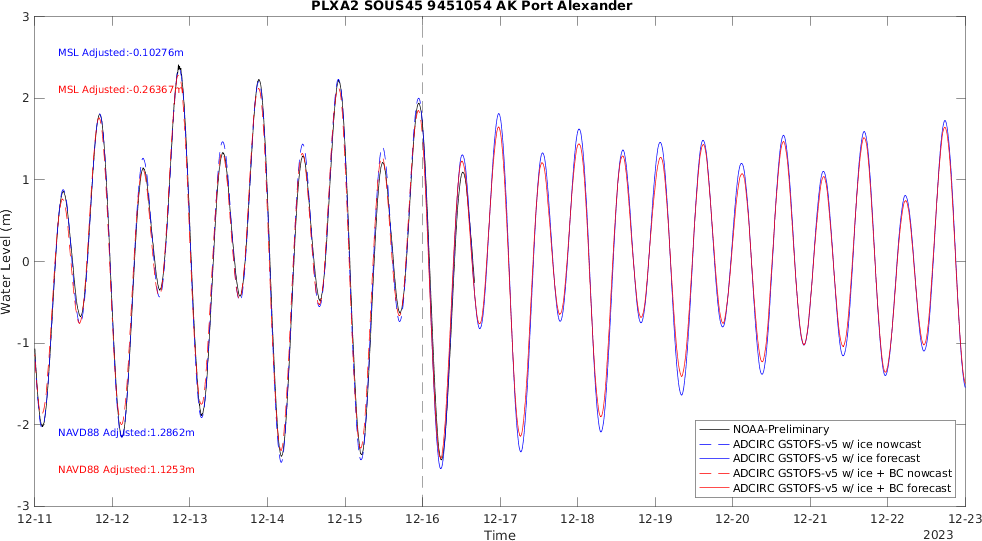 PLXA2 SOUS45 9451054 AK Port Alexander
3
2
1
0
-1
-2
-3
Water Level (m)
MSL Adjusted:-0.10276m
MSL Adjusted:-0.26367m
NAVD88 Adjusted:1.2862m
NAVD88 Adjusted:1.1253m
NOAA-Preliminary
ADCIRC GSTOFS-v5 w/ ice nowcast
ADCIRC GSTOFS-v5 w/ ice forecast
ADCIRC GSTOFS-v5 w/ ice + BC nowcast
ADCIRC GSTOFS-v5 w/ ice + BC forecast
12-11 12-12 12-13 12-14 12-15 12-16 12-17 12-18 12-19 12-20 12-21 12-22 12-23
Time
2023